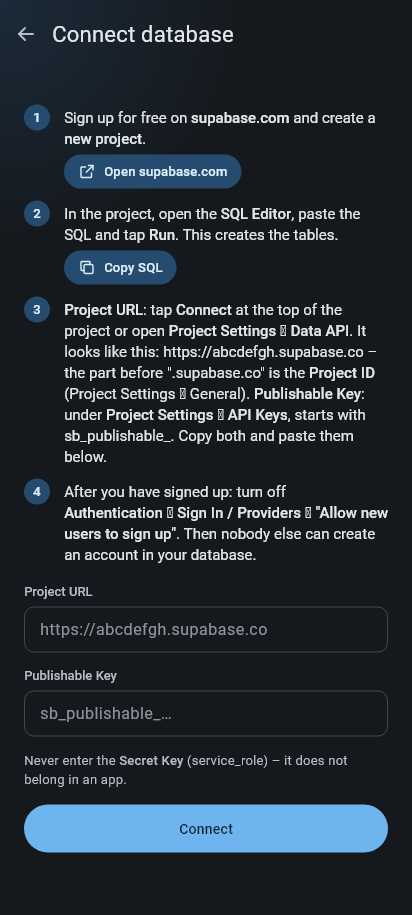 Connect database
1
Sign up for free on supabase.com and create a
new project.
Open supabase.com
2
In the project, open the SQL Editor, paste the
SQL and tap Run. This creates the tables.
Copy SQL
3
Project URL: tap Connect at the top of the
project or open Project Settings ▯ Data API. It
looks like this: https://abcdefgh.supabase.co –
the part before ".supabase.co" is the Project ID
(Project Settings ▯ General). Publishable Key:
under Project Settings ▯ API Keys, starts with
sb_publishable_. Copy both and paste them
below.
4
After you have signed up: turn off
Authentication ▯ Sign In / Providers ▯ "Allow new
users to sign up". Then nobody else can create
an account in your database.
Project URL
https://abcdefgh.supabase.co
Publishable Key
sb_publishable_…
Never enter the Secret Key (service_role) – it does not
belong in an app.
Connect